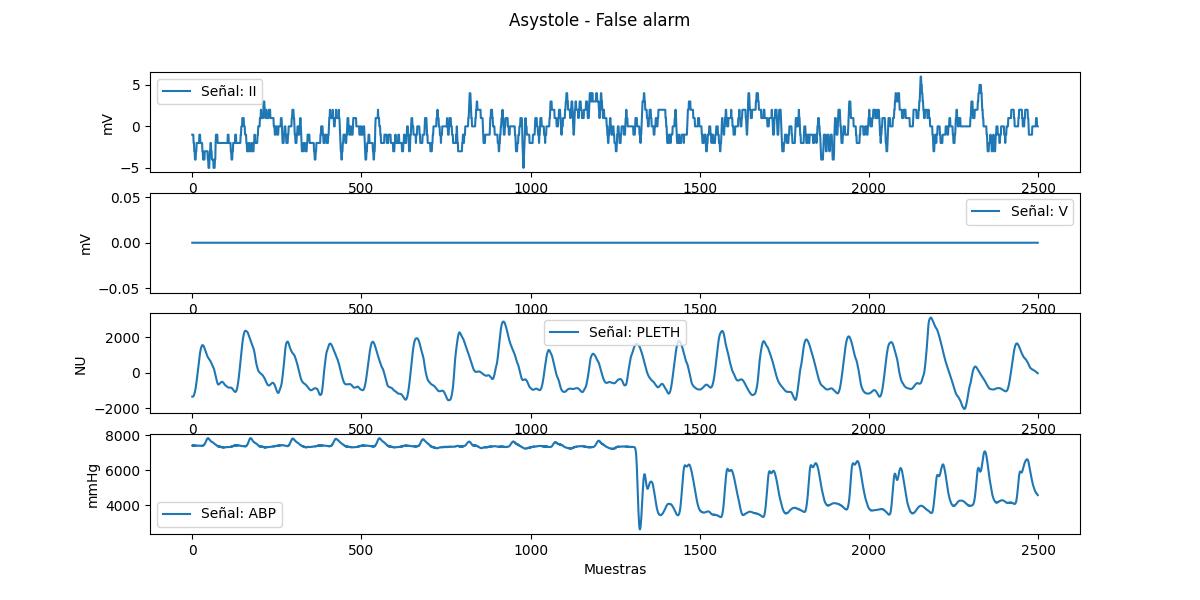 Asystole - False alarm
5
0
−5
mV
Señal: II
0 500 1000 1500 2000 2500
0.05
0.00
−0.05
mV
Señal: V
0 500 1000 1500 2000 2500
2000
0
−2000
NU
Señal: PLETH
0 500 1000 1500 2000 2500
8000
6000
4000
mmHg
Señal: ABP
0 500 1000 1500 2000 2500
Muestras